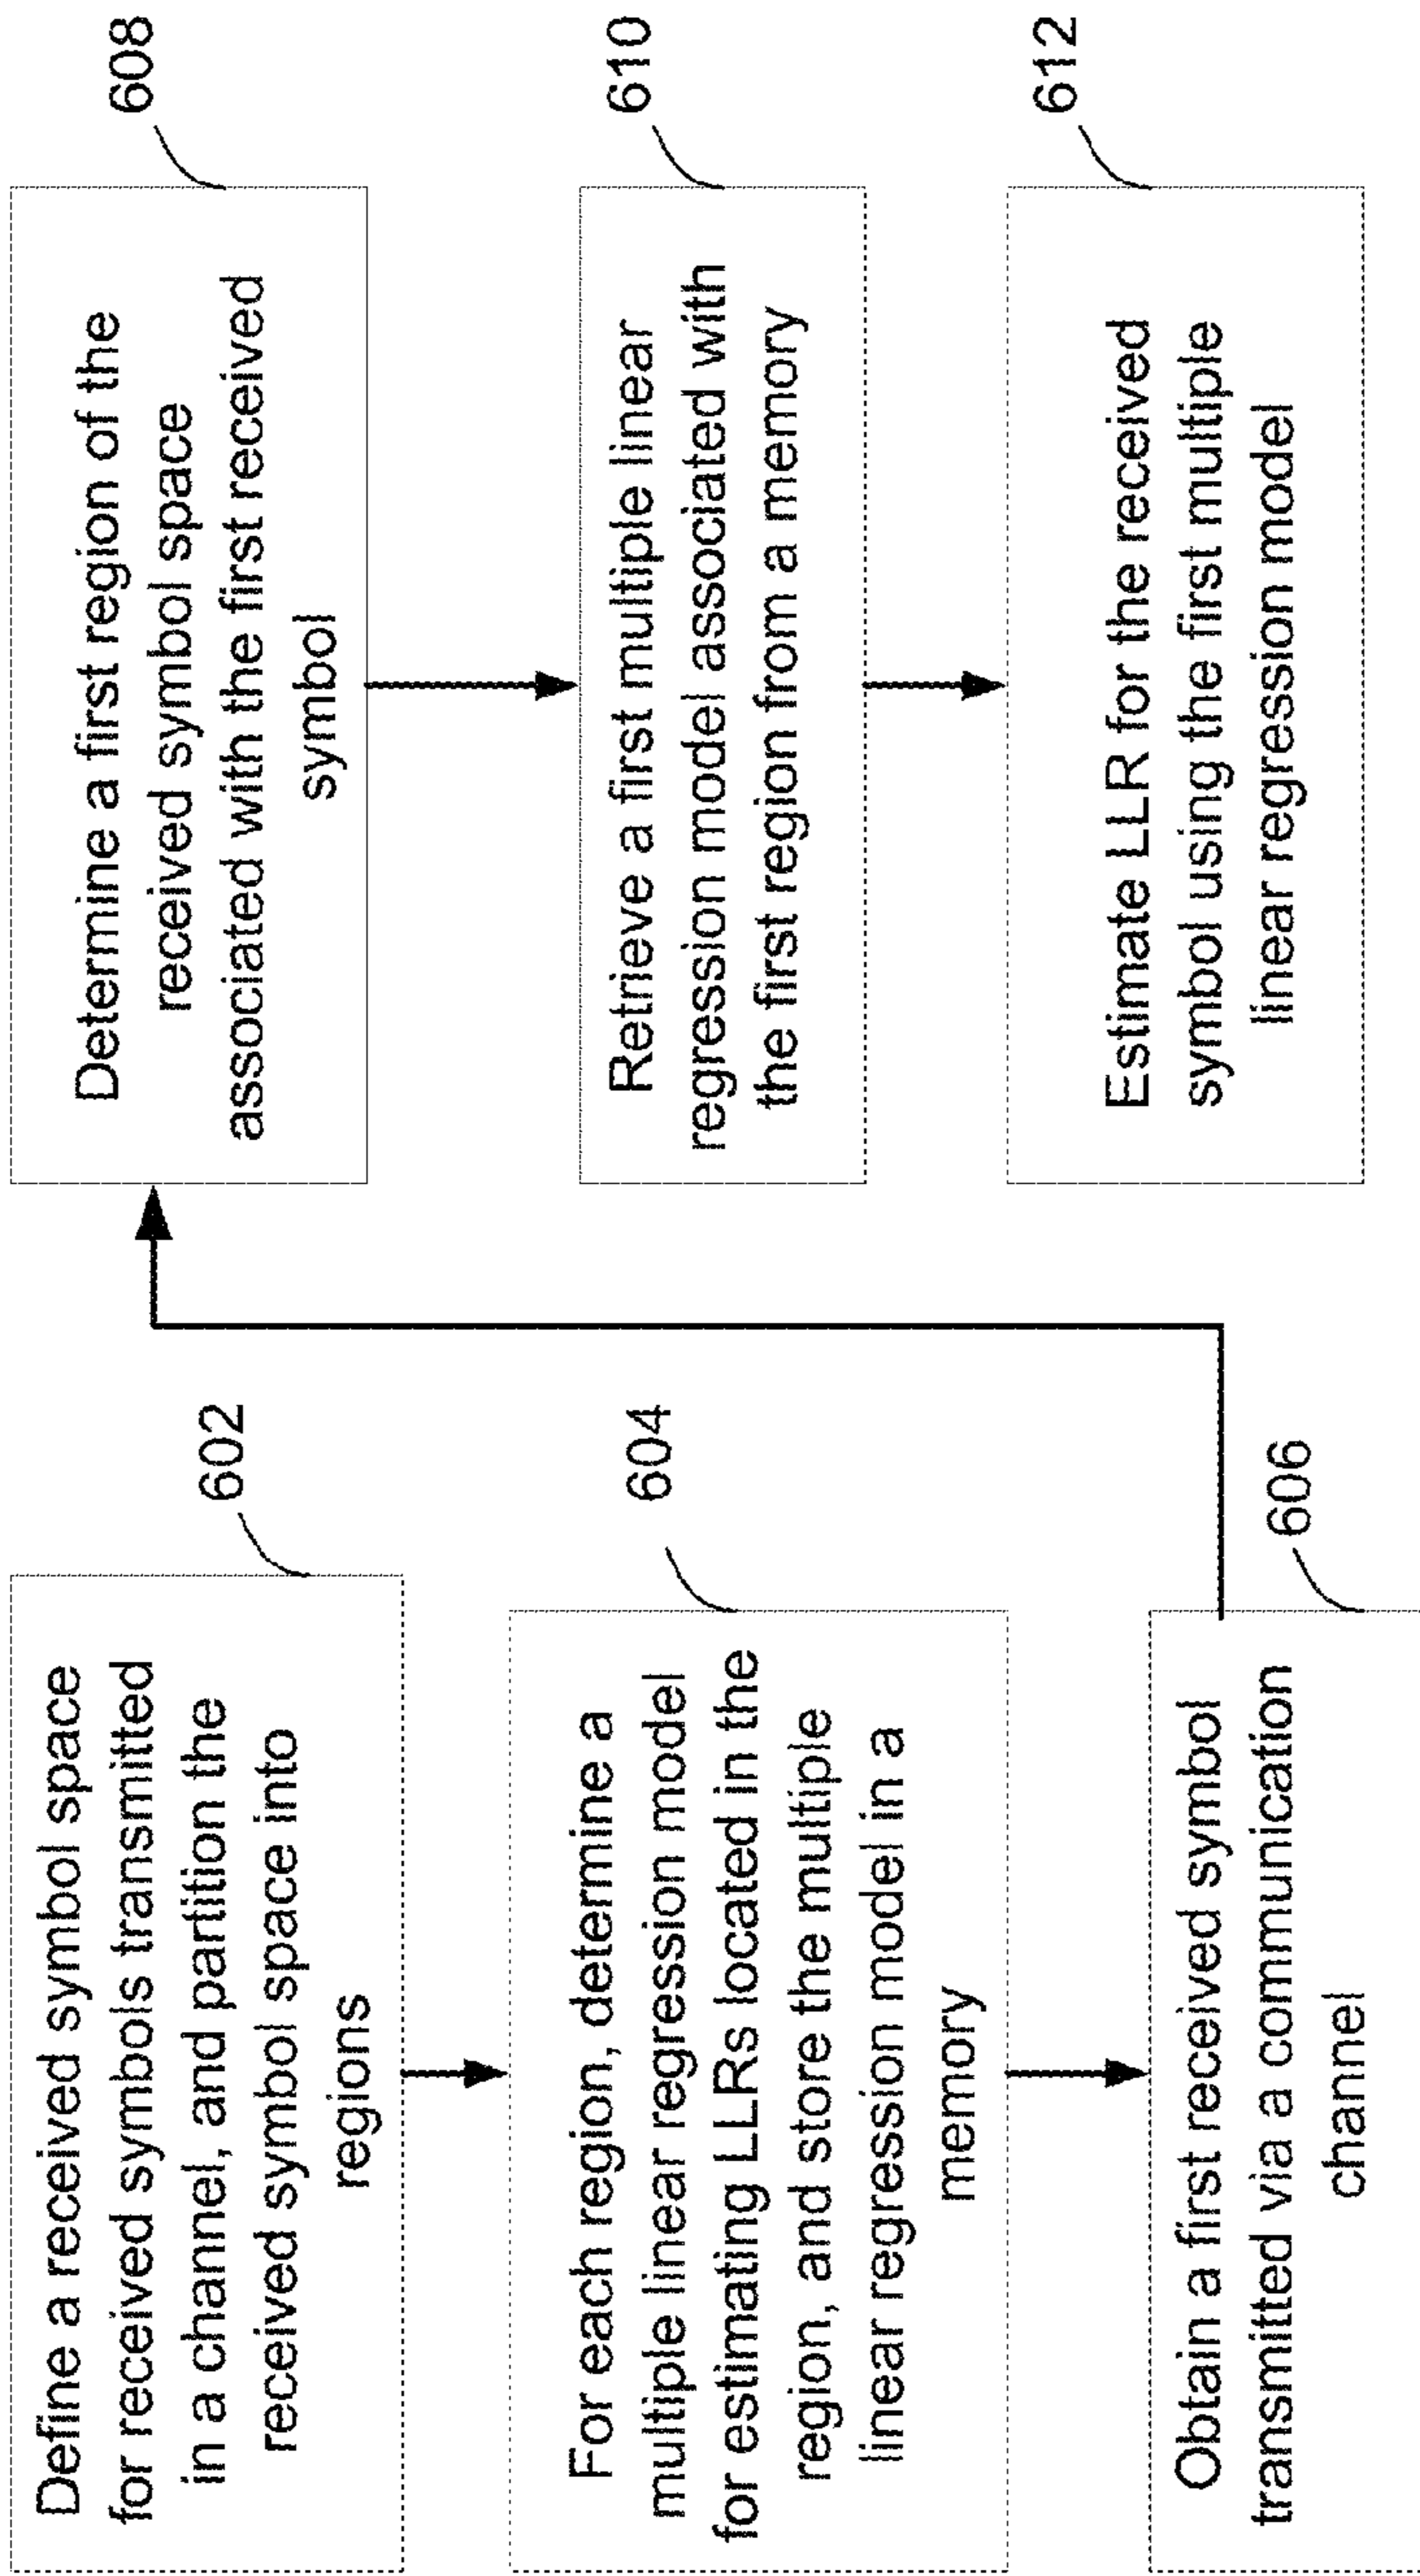 Define a received symbol space
for received symbols transmitted
in a channel, and partition the
received symbol space into
regions
602
For each region, determine a
multiple linear regression model
for estimating LLRs located in the
region, and store the multiple
linear regression model in a
memory
604
Obtain a first received symbol
transmitted via a communication
channel
606
Determine a first region of the
received symbol space
associated with the first received
symbol
608
Retrieve a first multiple linear
regression model associated with
the first region from a memory
610
Estimate LLR for the received
symbol using the first multiple
linear regression model
612